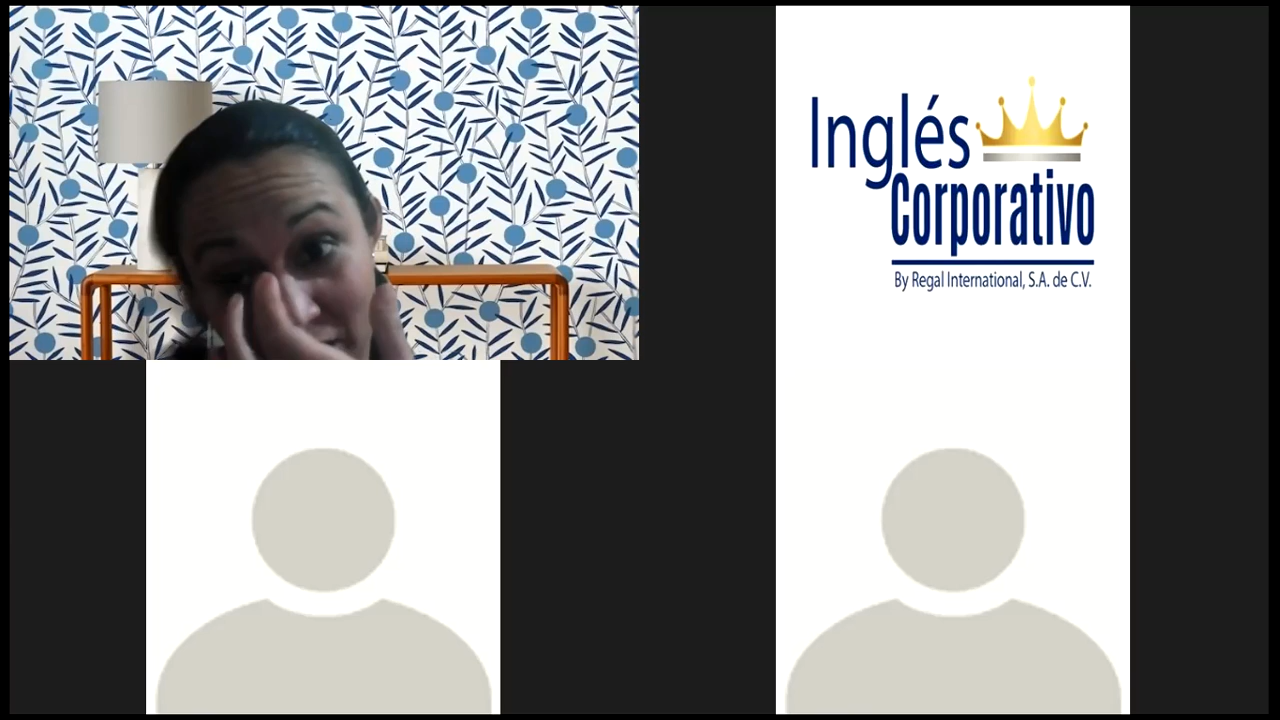 Inglés
Corporativo
By Regal International, S.A. de C.V.